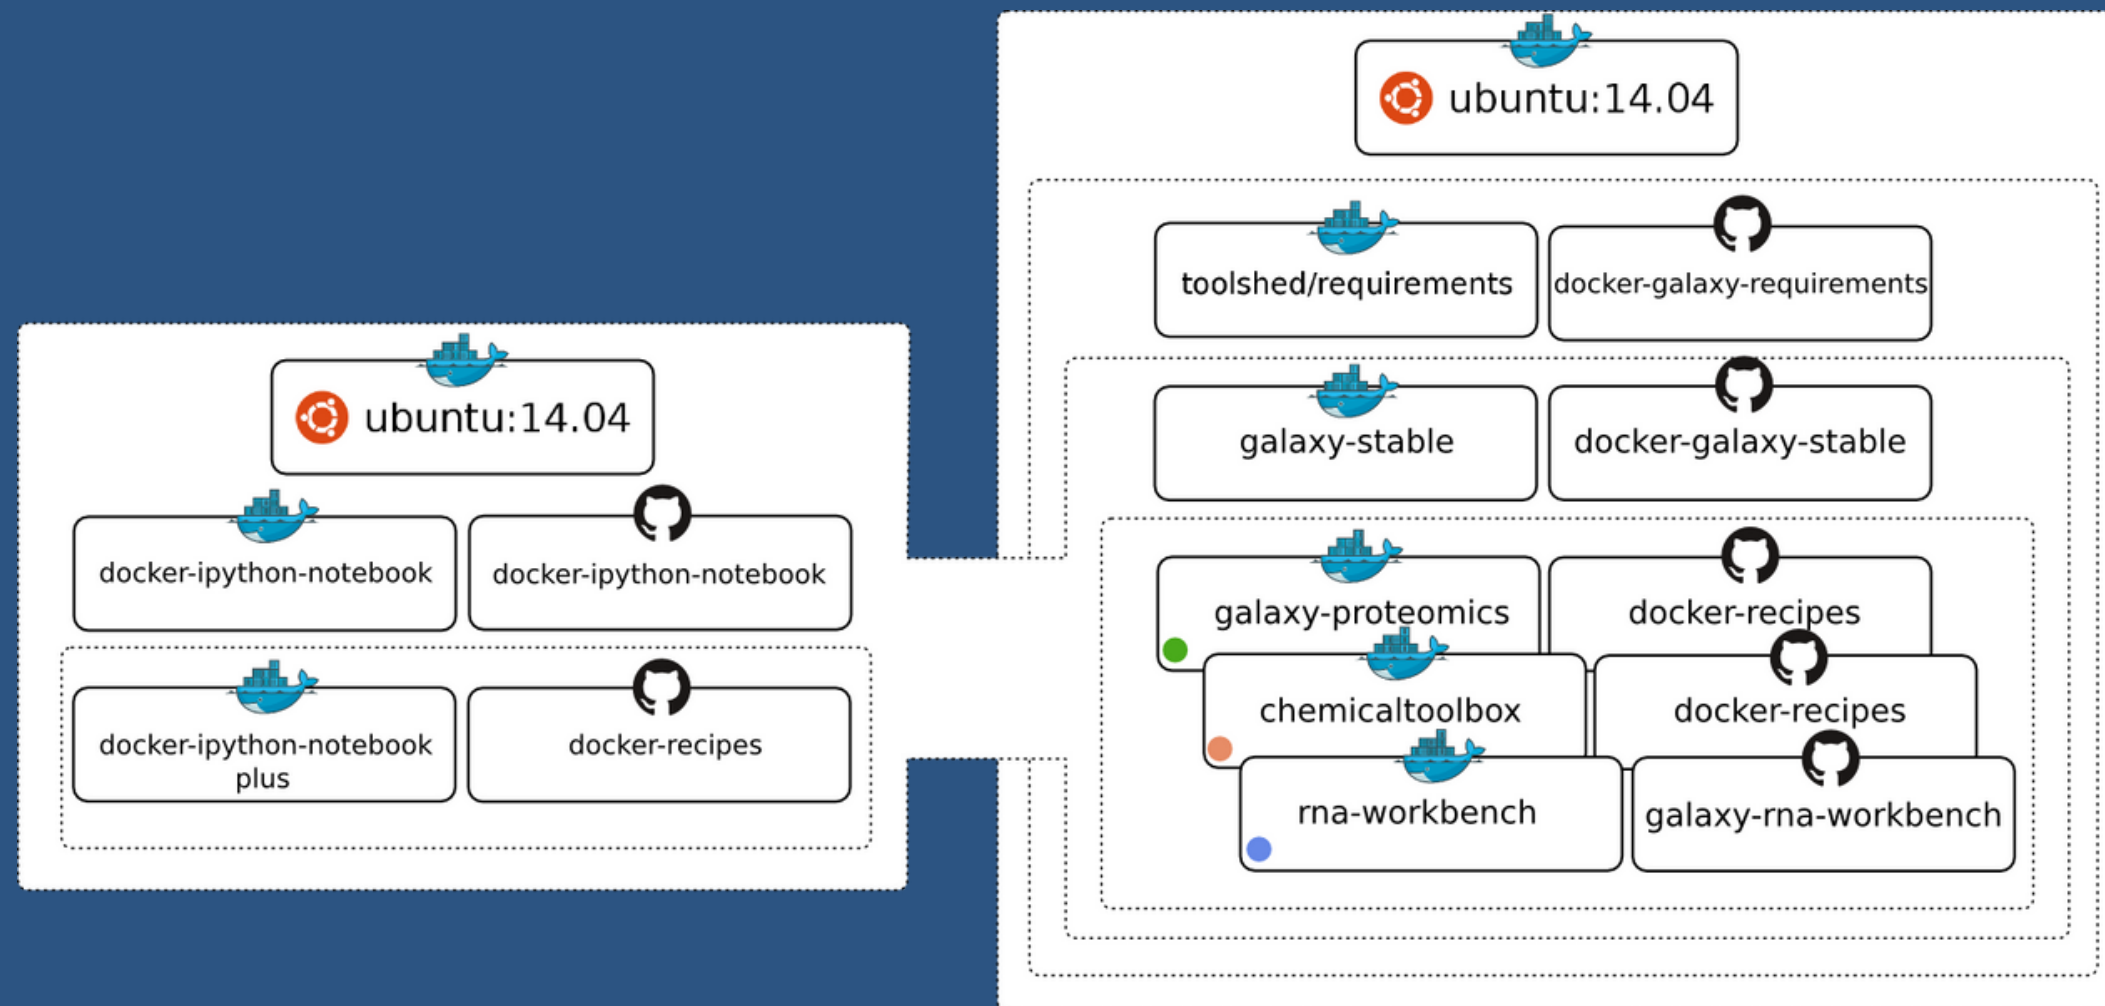 ubuntu:14.04
toolshed/requirements
docker-galaxy-requirements
galaxy-stable
docker-galaxy-stable
galaxy-proteomics
docker-recipes
chemicaltoolbox
docker-recipes
rna-workbench
galaxy-rna-workbench
ubuntu:14.04
docker-ipython-notebook
docker-ipython-notebook
docker-ipython-notebook
plus
docker-recipes